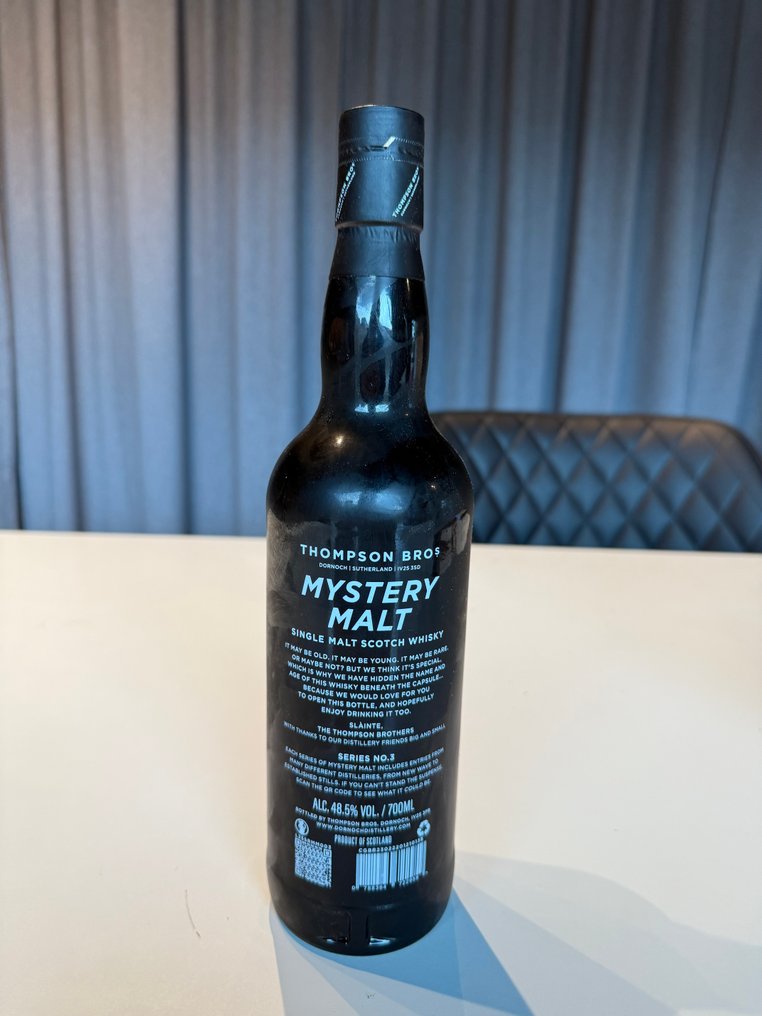 THOMPSON BROS
THOMPSON BROS
THOMPSON BROS
DORNOCH | SUTHERLAND | IV25 3SD
MYSTERY
MALT
SINGLE MALT SCOTCH WHISKY
IT MAY BE OLD. IT MAY BE YOUNG. IT MAY BE RARE.
OR MAYBE NOT? BUT WE THINK IT'S SPECIAL,
WHICH IS WHY WE HAVE HIDDEN THE NAME AND
AGE OF THIS WHISKY BENEATH THE CAPSULE...
BECAUSE WE WOULD LOVE FOR YOU
TO OPEN THIS BOTTLE, AND HOPEFULLY
ENJOY DRINKING IT TOO.
SLÀINTE,
THE THOMPSON BROTHERS
WITH THANKS TO OUR DISTILLERY FRIENDS BIG AND SMALL
SERIES NO.3
EACH SERIES OF MYSTERY MALT INCLUDES ENTRIES FROM
MANY DIFFERENT DISTILLERIES, FROM NEW WAVE TO
ESTABLISHED STILLS. IF YOU CAN'T STAND THE SUSPENSE,
SCAN THE QR CODE TO SEE WHAT IT COULD BE.
ALC. 48.5% VOL. / 700ML
BOTTLED BY THOMPSON BROS. DORNOCH, IV25
WWW.DORNOCHDISTILLERY.COM
PRODUCT OF SCOTLAND